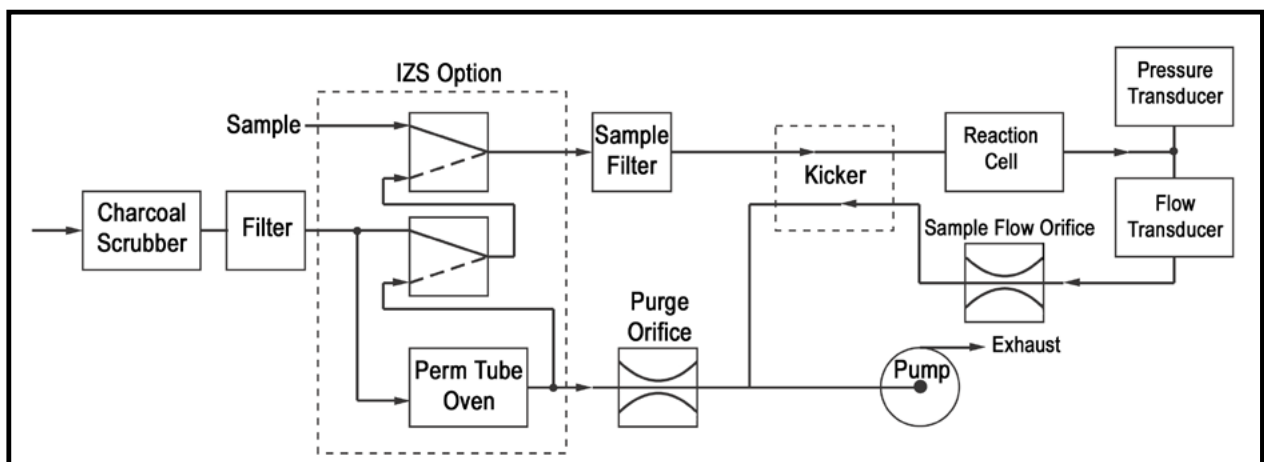 IZS Option
Pressure
Transducer
Sample
Sample
Filter
Kicker
Reaction
Cell
Charcoal
Scrubber
Filter
Flow
Transducer
Sample Flow Orifice
Purge
Orifice
Perm Tube
Oven
Pump
Exhaust